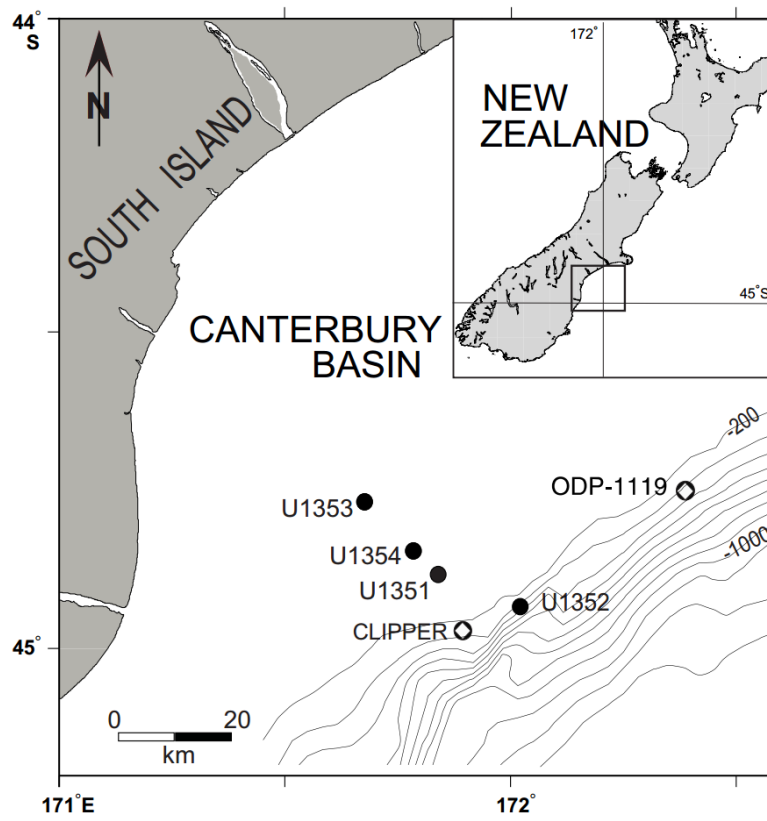 44°
S
N
SOUTH ISLAND
172°
NEW
ZEALAND
45°S
CANTERBURY
BASIN
-200
ODP-1119
U1353
U1354
-1000
U1351
U1352
CLIPPER
45°
0 20
km
171°E
172°